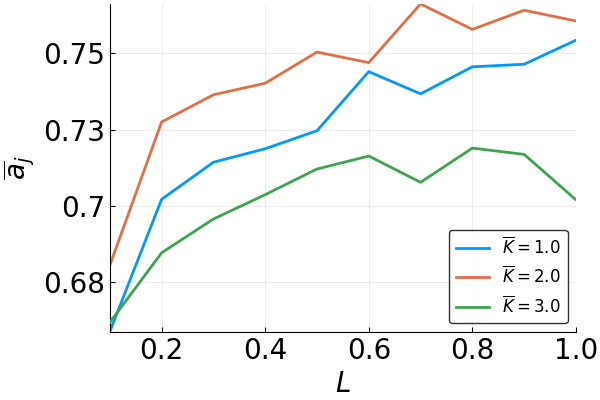 0.75
0.73
0.7
0.68
a̅ⱼ
K̅ = 1.0
K̅ = 2.0
K̅ = 3.0
0.2 0.4 0.6 0.8 1.0
L